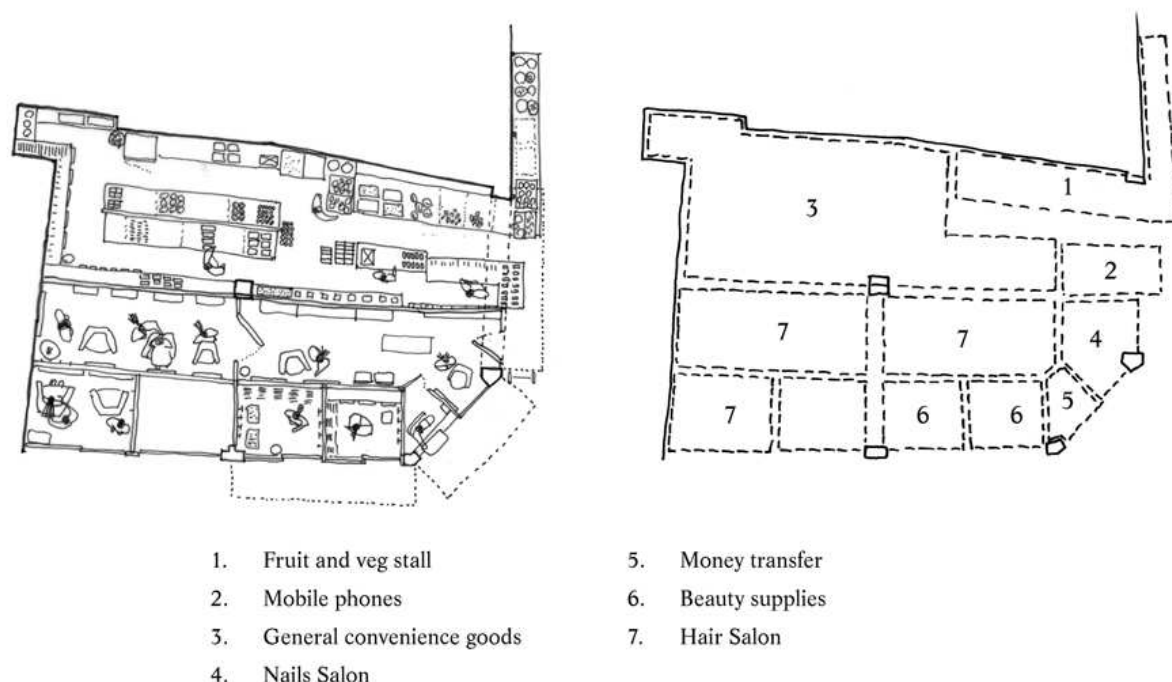 1
3
2
7 7 4
5
7 6 6
1. Fruit and veg stall
2. Mobile phones
3. General convenience goods
4. Nails Salon
5. Money transfer
6. Beauty supplies
7. Hair Salon